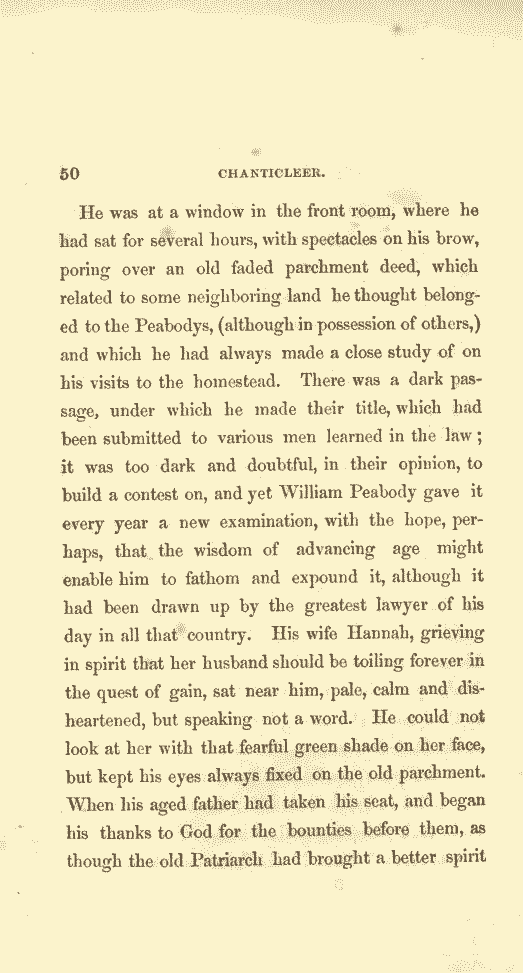 50 CHANTICLEER.
He was at a window in the front room, where he
had sat for several hours, with spectacles on his brow,
poring over an old faded parchment deed, which
related to some neighboring land he thought belong-
ed to the Peabodys, (although in possession of others,)
and which he had always made a close study of on
his visits to the homestead. There was a dark pas-
sage, under which he made their title, which had
been submitted to various men learned in the law;
it was too dark and doubtful, in their opinion, to
build a contest on, and yet William Peabody gave it
every year a new examination, with the hope, per-
haps, that the wisdom of advancing age might
enable him to fathom and expound it, although it
had been drawn up by the greatest lawyer of his
day in all that country. His wife Hannah, grieving
in spirit that her husband should be toiling forever in
the quest of gain, sat near him, pale, calm and dis-
heartened, but speaking not a word. He could not
look at her with that fearful green shade on her face,
but kept his eyes always fixed on the old parchment.
When his aged father had taken his seat, and began
his thanks to God for the bounties before them, as
though the old Patriarch had brought a better spirit